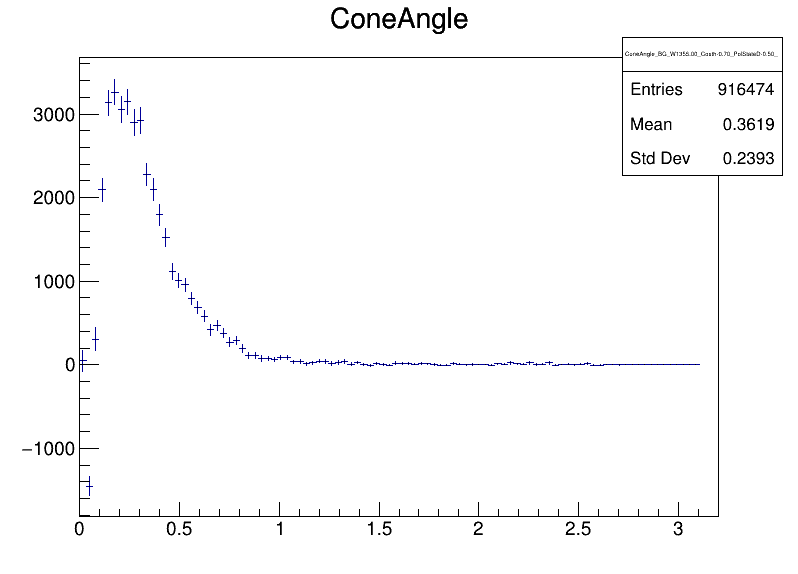 ConeAngle
ConeAngle_BG_W1355.00_Costh-0.70_PolStateD-0.50_
Entries 916474
Mean 0.3619
Std Dev 0.2393
3000
2000
1000
0
−1000
0 0.5 1 1.5 2 2.5 3